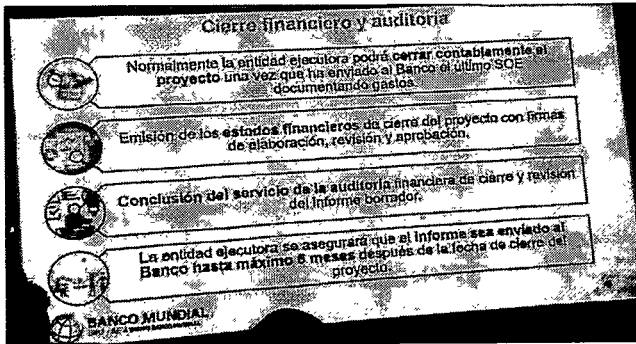 Cierre financiero y auditoría
Normalmente la entidad ejecutora podrá cerrar contablemente el
proyecto una vez que ha enviado al Banco el último SOE
documentando gastos.
Emisión de los estados financieros de cierre del proyecto con firmas
de elaboración, revisión y aprobación.
Conclusión del servicio de la auditoría financiera de cierre y revisión
del informe borrador.
La entidad ejecutora se asegurará que el informe sea enviado al
Banco hasta máximo 6 meses después de la fecha de cierre del
proyecto.
BANCO MUNDIAL